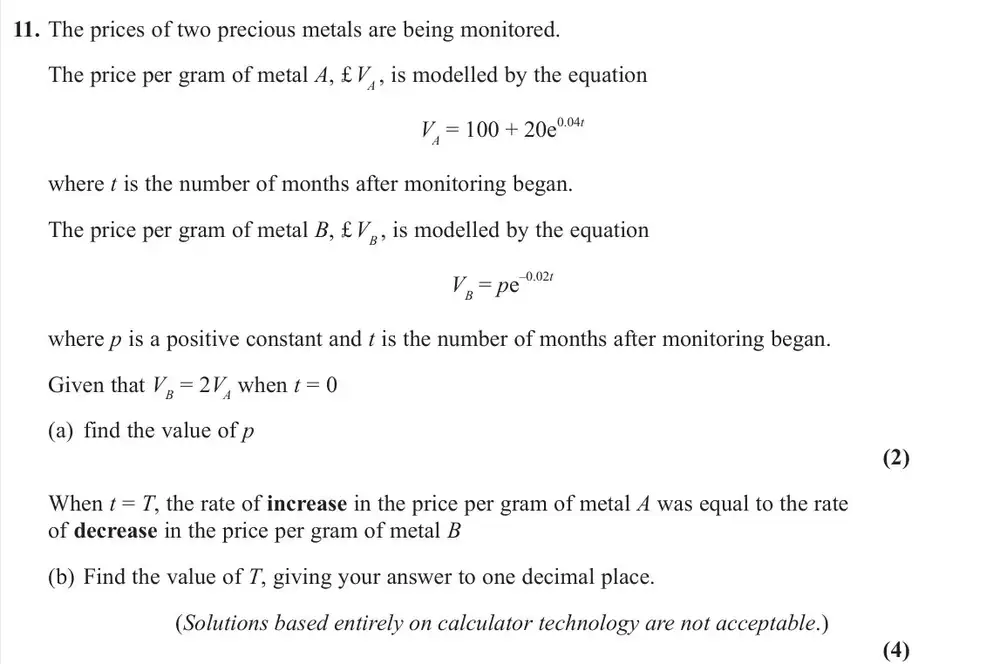 11. The prices of two precious metals are being monitored.
The price per gram of metal A, £ V_A, is modelled by the equation
V_A = 100 + 20e^{0.04t}
where t is the number of months after monitoring began.
The price per gram of metal B, £ V_B, is modelled by the equation
V_B = pe^{–0.02t}
where p is a positive constant and t is the number of months after monitoring began.
Given that V_B = 2V_A when t = 0
(a) find the value of p
(2)
When t = T, the rate of increase in the price per gram of metal A was equal to the rate
of decrease in the price per gram of metal B
(b) Find the value of T, giving your answer to one decimal place.
(Solutions based entirely on calculator technology are not acceptable.)
(4)